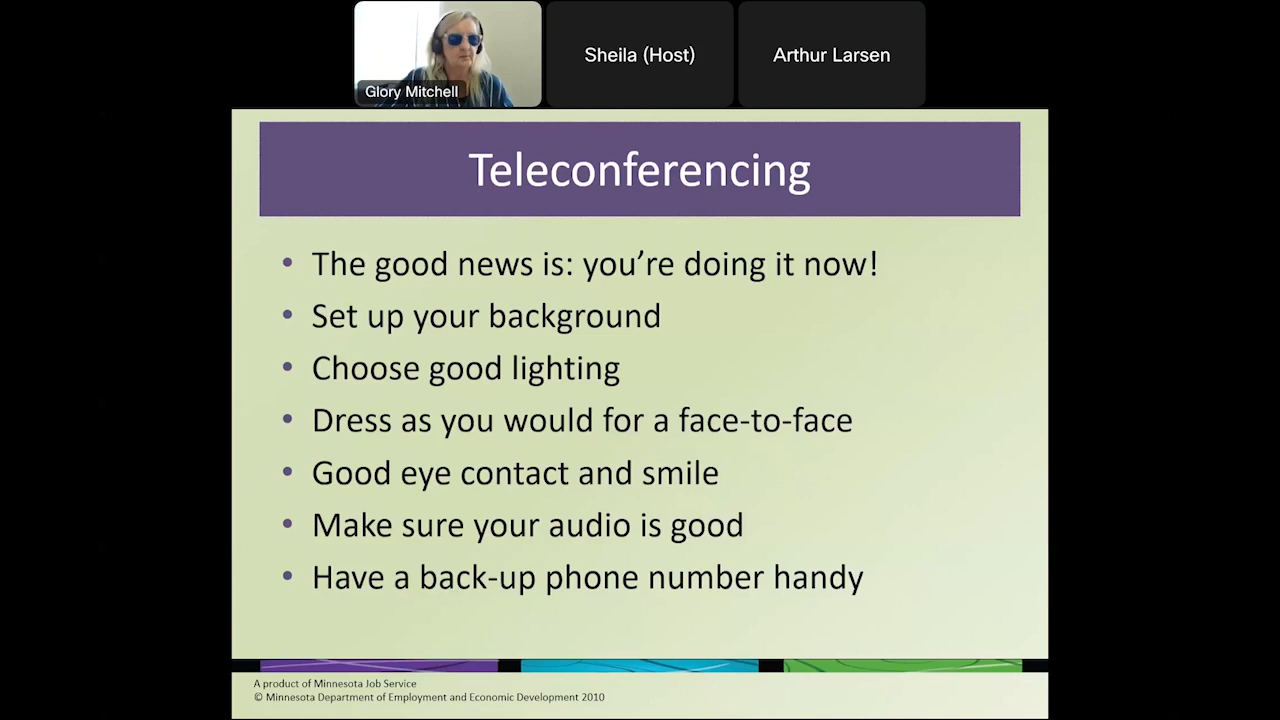 Glory Mitchell
Sheila (Host)
Arthur Larsen
Teleconferencing
• The good news is: you’re doing it now!
• Set up your background
• Choose good lighting
• Dress as you would for a face-to-face
• Good eye contact and smile
• Make sure your audio is good
• Have a back-up phone number handy
A product of Minnesota Job Service
© Minnesota Department of Employment and Economic Development 2010